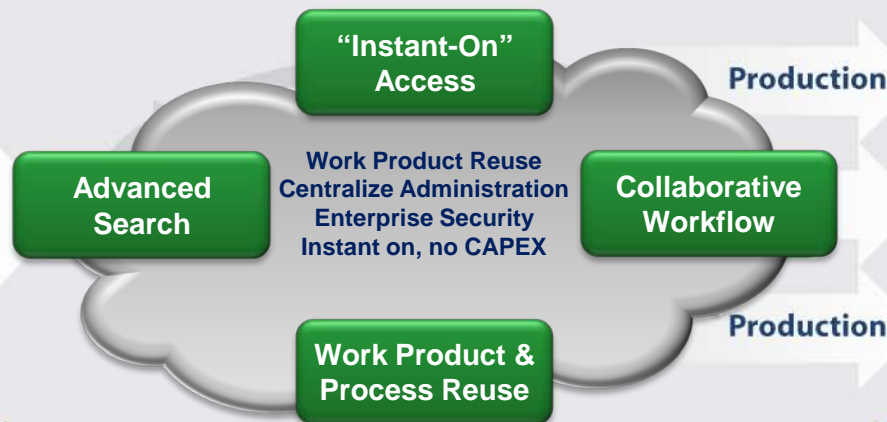 “Instant-On”
Access
Production
Advanced
Search
Work Product Reuse
Centralize Administration
Enterprise Security
Instant on, no CAPEX
Collaborative
Workflow
Production
Work Product &
Process Reuse